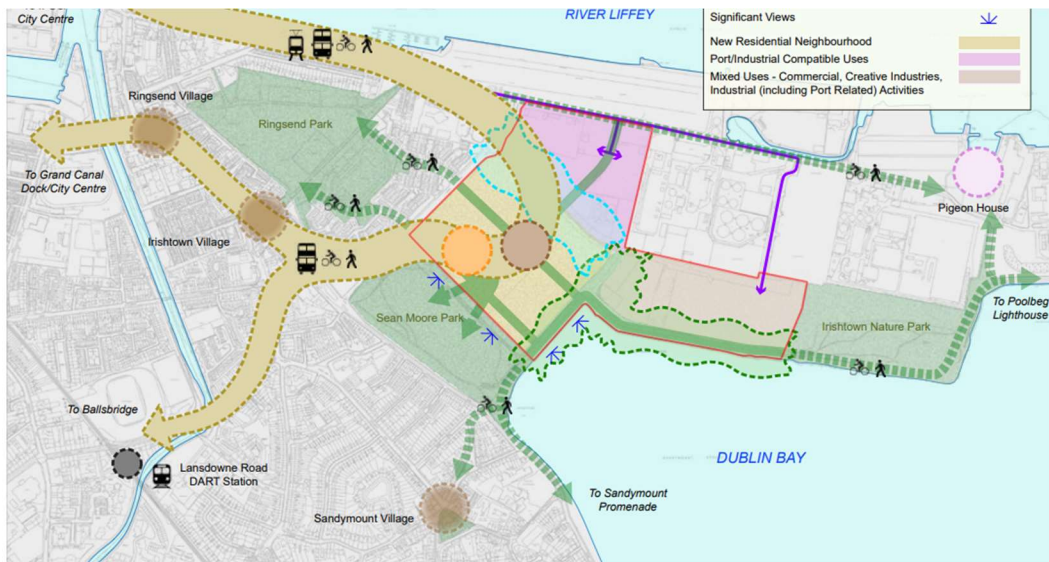 City Centre
RIVER LIFFEY
Significant Views
New Residential Neighbourhood
Port/Industrial Compatible Uses
Mixed Uses - Commercial, Creative Industries,
Industrial (including Port Related) Activities
Ringsend Village
Ringsend Park
To Grand Canal
Dock/City Centre
Irishtown Village
Pigeon House
Sean Moore Park
To Poolbeg
Lighthouse
Irishtown Nature Park
To Ballsbridge
DUBLIN BAY
Lansdowne Road
DART Station
To Sandymount
Promenade
Sandymount Village